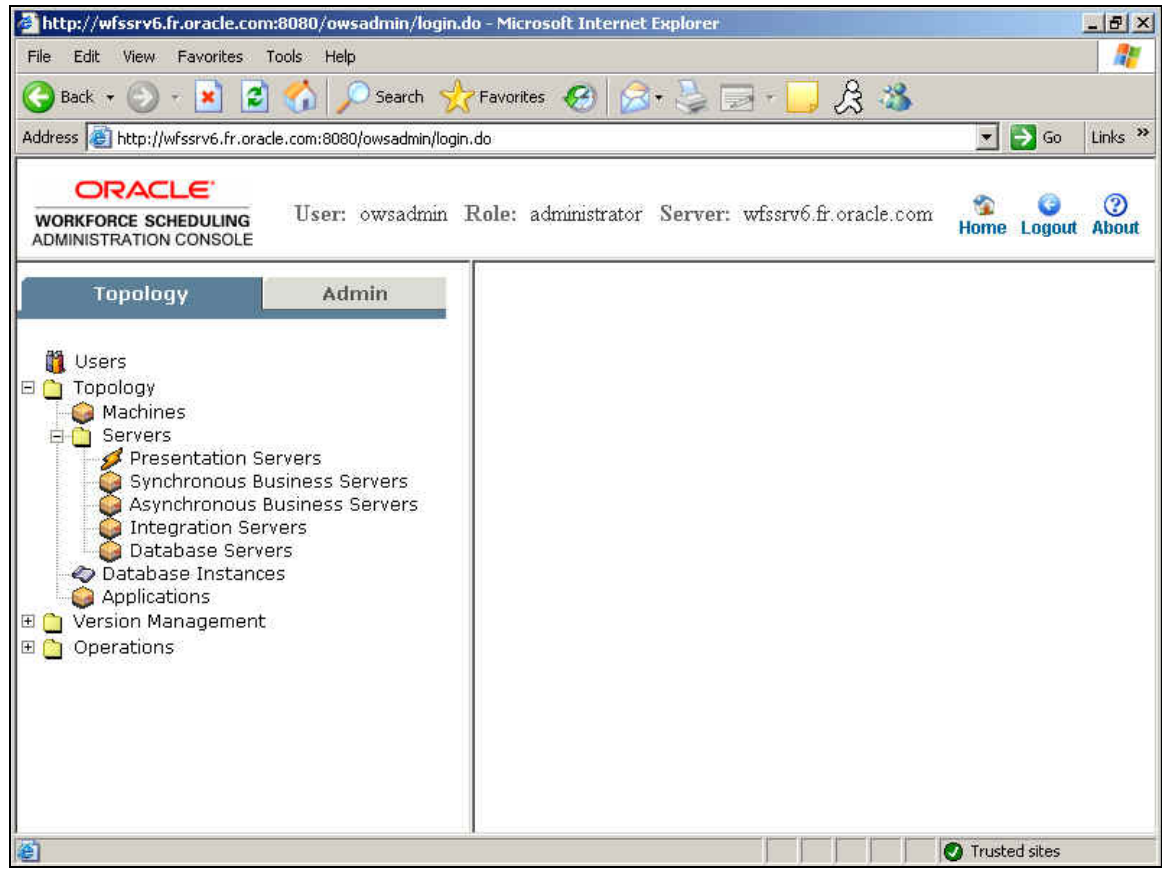 http://wfssrv6.fr.oracle.com:8080/owsadmin/login.do - Microsoft Internet Explorer
File Edit View Favorites Tools Help
Back Search Favorites
Address http://wfssrv6.fr.oracle.com:8080/owsadmin/login.do Go Links »
ORACLE
WORKFORCE SCHEDULING
ADMINISTRATION CONSOLE
User: owsadmin Role: administrator Server: wfssrv6.fr.oracle.com
Home Logout About
Topology Admin
Users
Topology
Machines
Servers
Presentation Servers
Synchronous Business Servers
Asynchronous Business Servers
Integration Servers
Database Servers
Database Instances
Applications
Version Management
Operations
Trusted sites